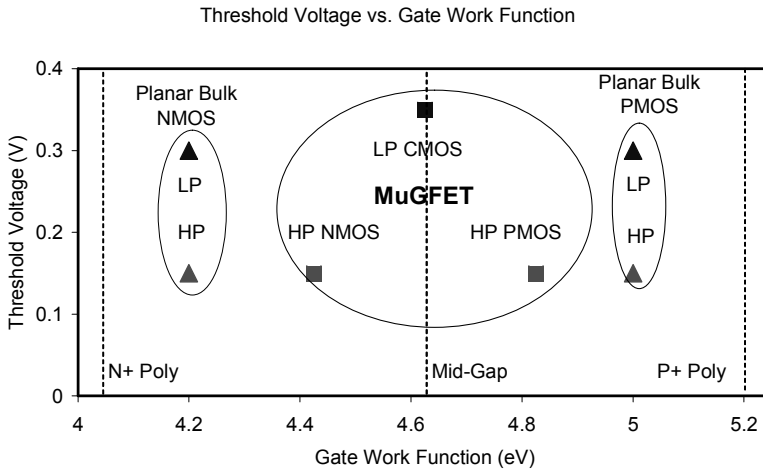 Threshold Voltage vs. Gate Work Function
0.4
Planar Bulk
NMOS
Planar Bulk
PMOS
0.3
LP CMOS
LP
LP
MuGFET
0.2
HP
HP NMOS
HP PMOS
HP
0.1
N+ Poly
Mid-Gap
P+ Poly
0
4
4.2
4.4
4.6
4.8
5
5.2
Threshold Voltage (V)
Gate Work Function (eV)